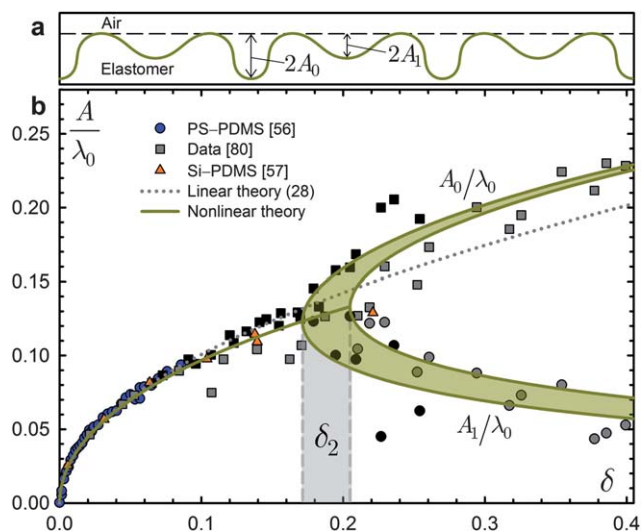 a
Air
Elastomer
2A₀
2A₁
b
A/λ₀
PS–PDMS [56]
Data [80]
Si–PDMS [57]
Linear theory (28)
Nonlinear theory
A₀/λ₀
A₁/λ₀
δ₂
δ
0.25
0.20
0.15
0.10
0.05
0.00
0.0 0.1 0.2 0.3 0.4